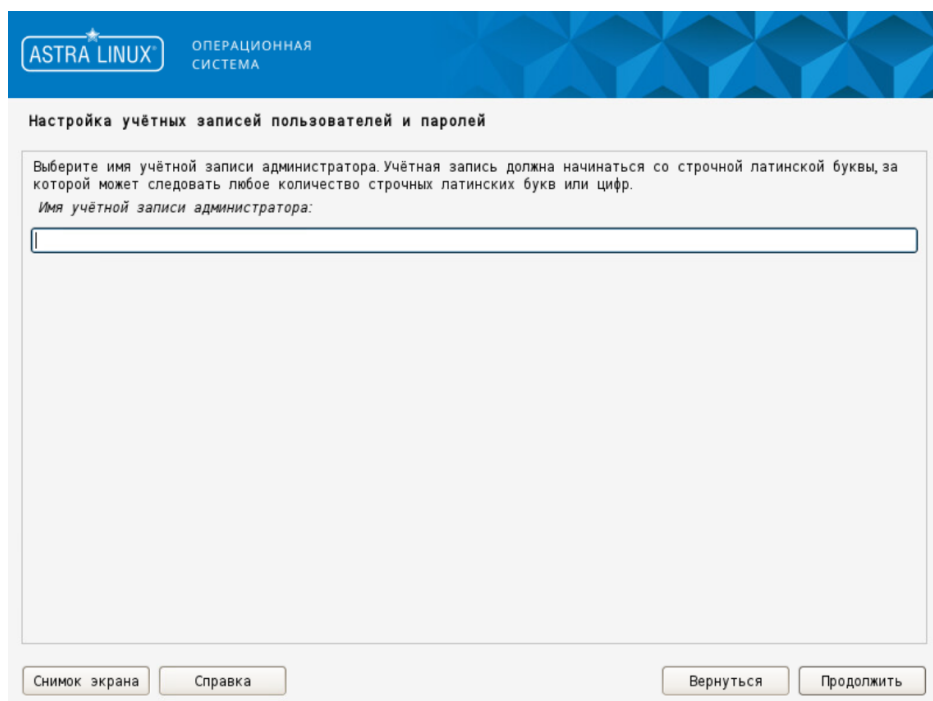 ASTRA LINUX®
ОПЕРАЦИОННАЯ
СИСТЕМА
Настройка учётных записей пользователей и паролей
Выберите имя учётной записи администратора. Учётная запись должна начинаться со строчной латинской буквы, за
которой может следовать любое количество строчных латинских букв или цифр.
Имя учётной записи администратора:
Снимок экрана
Справка
Вернуться
Продолжить